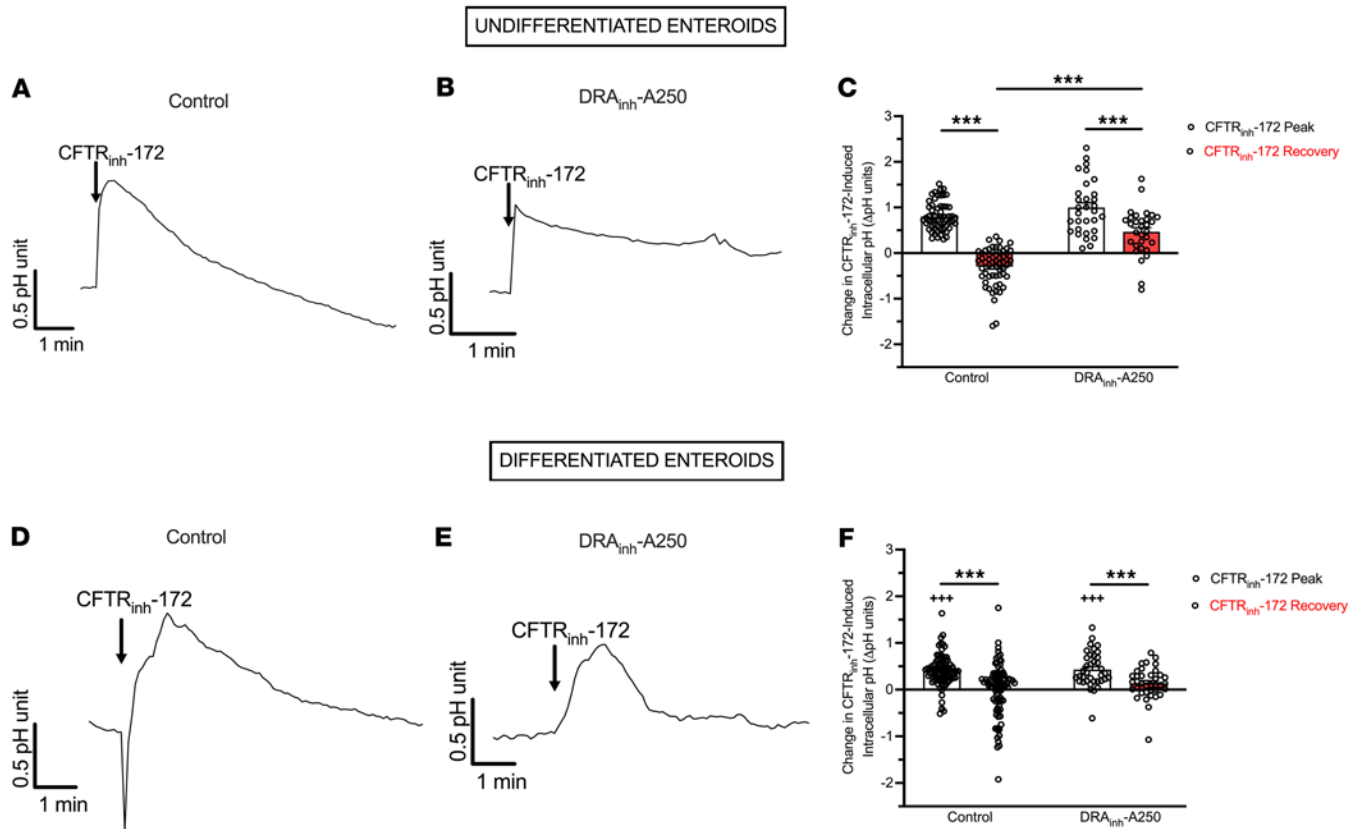 UNDIFFERENTIATED ENTEROIDS
A
Control
CFTRinh-172
0.5 pH unit
1 min
B
DRAinh-A250
CFTRinh-172
0.5 pH unit
1 min
C
***
***
***
CFTRinh-172 Peak
CFTRinh-172 Recovery
Change in CFTRinh-172-Induced
Intracellular pH (ΔpH units)
3
2
1
0
-1
-2
Control
DRAinh-A250
DIFFERENTIATED ENTEROIDS
D
Control
CFTRinh-172
0.5 pH unit
1 min
E
DRAinh-A250
CFTRinh-172
0.5 pH unit
1 min
F
***
***
+++
+++
CFTRinh-172 Peak
CFTRinh-172 Recovery
Change in CFTRinh-172-Induced
Intracellular pH (ΔpH units)
3
2
1
0
-1
-2
Control
DRAinh-A250